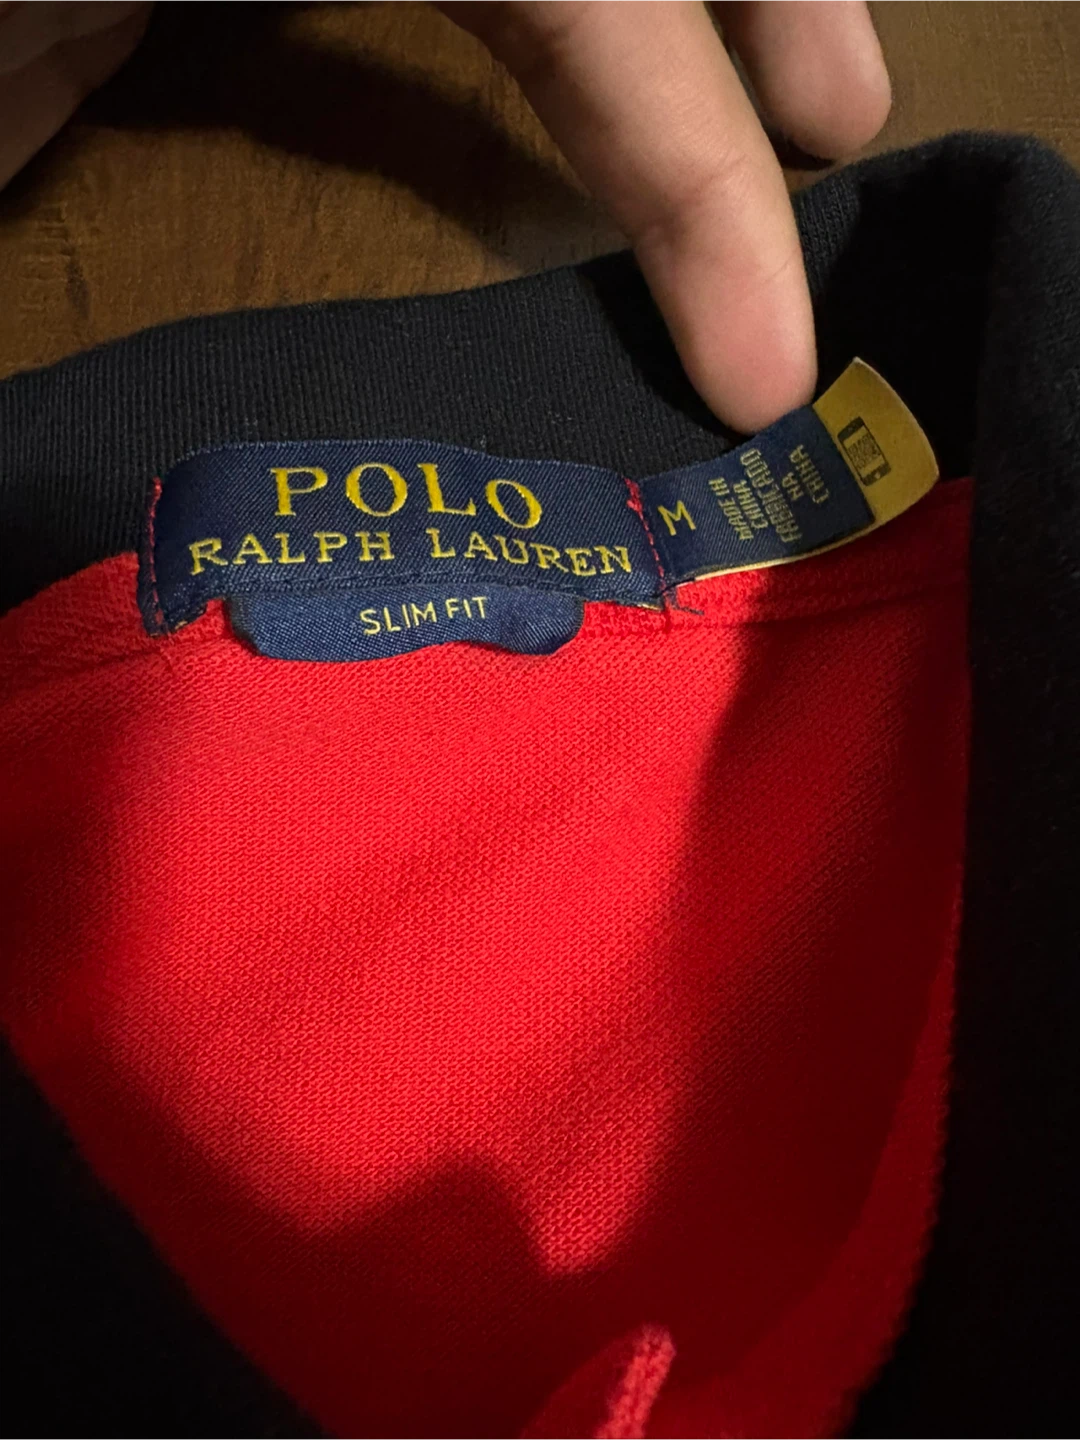 POLO
RALPH LAUREN
SLIM FIT
M
MADE IN
CHINA
FABRICADO
NA
CHINA